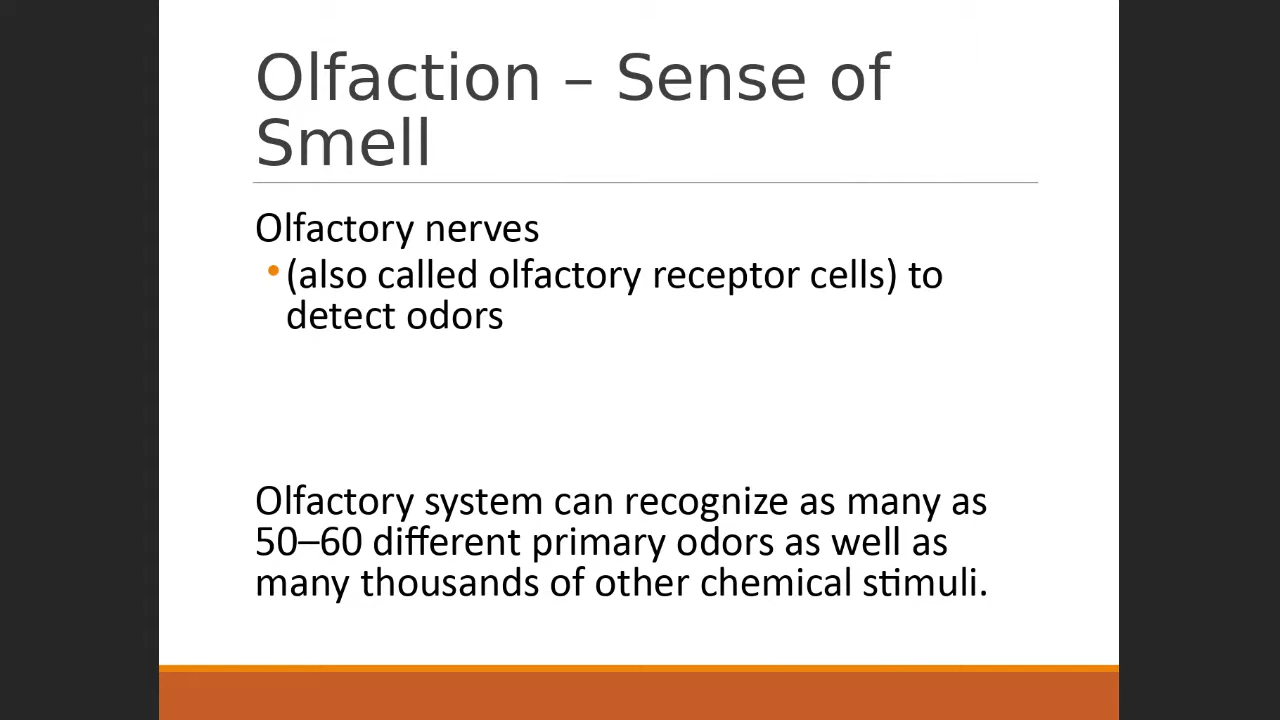 Olfaction – Sense of
Smell
Olfactory nerves
•(also called olfactory receptor cells) to
detect odors
Olfactory system can recognize as many as
50–60 different primary odors as well as
many thousands of other chemical stimuli.